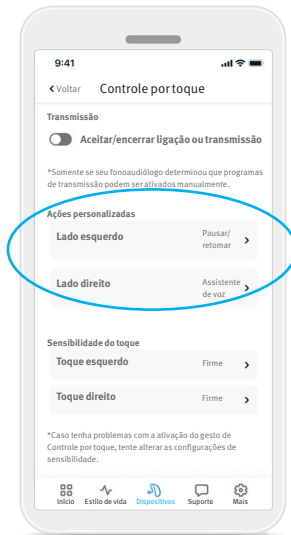 9:41
Voltar Controle por toque
Transmissão
Aceitar/encerrar ligação ou transmissão
*Somente se seu fonoaudiólogo determinou que programas
de transmissão podem ser ativados manualmente.
Ações personalizadas
Lado esquerdo Pausar/
retomar
Lado direito Assistente
de voz
Sensibilidade do toque
Toque esquerdo Firme
Toque direito Firme
*Caso tenha problemas com a ativação do gesto de
Controle por toque, tente alterar as configurações de
sensibilidade.
Início Estilo de vida Dispositivos Suporte Mais